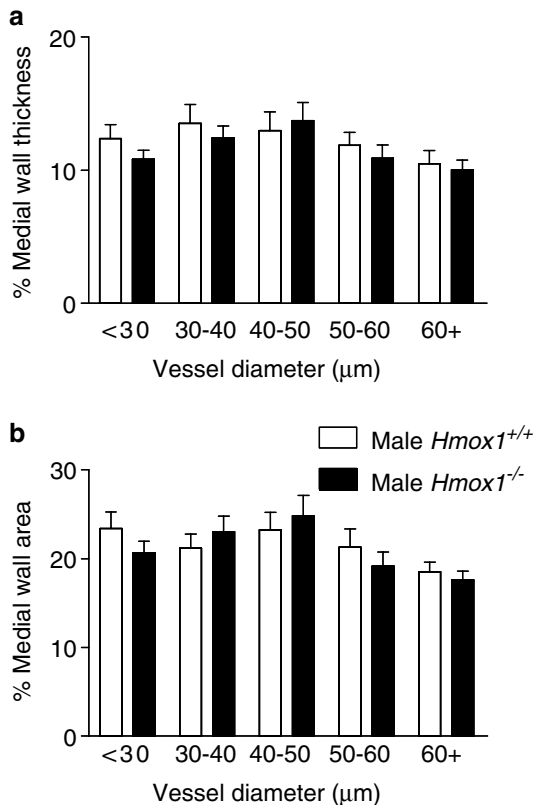 a
20
10
0
% Medial wall thickness
<30 30-40 40-50 50-60 60+
Vessel diameter (μm)
b
Male Hmox1+/+
Male Hmox1-/-
30
20
10
0
% Medial wall area
<30 30-40 40-50 50-60 60+
Vessel diameter (μm)